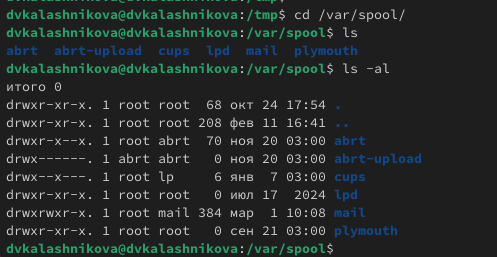 dvkalashnikova@dvkalashnikova:/tmp$ cd /var/spool/
dvkalashnikova@dvkalashnikova:/var/spool$ ls
abrt  abrt-upload  cups  lpd  mail  plymouth
dvkalashnikova@dvkalashnikova:/var/spool$ ls -al
итого 0
drwxr-xr-x. 1 root root  68 окт 24 17:54 .
drwxr-xr-x. 1 root root 208 фев 11 16:41 ..
drwxr-x--x. 1 root abrt  70 ноя 20 03:00 abrt
drwx------. 1 abrt abrt   0 ноя 20 03:00 abrt-upload
drwx--x---. 1 root lp     6 янв  7 03:00 cups
drwxr-xr-x. 1 root root   0 июл 17  2024 lpd
drwxrwxr-x. 1 root mail 384 мар  1 10:08 mail
drwxr-xr-x. 1 root root   0 сен 21 03:00 plymouth
dvkalashnikova@dvkalashnikova:/var/spool$